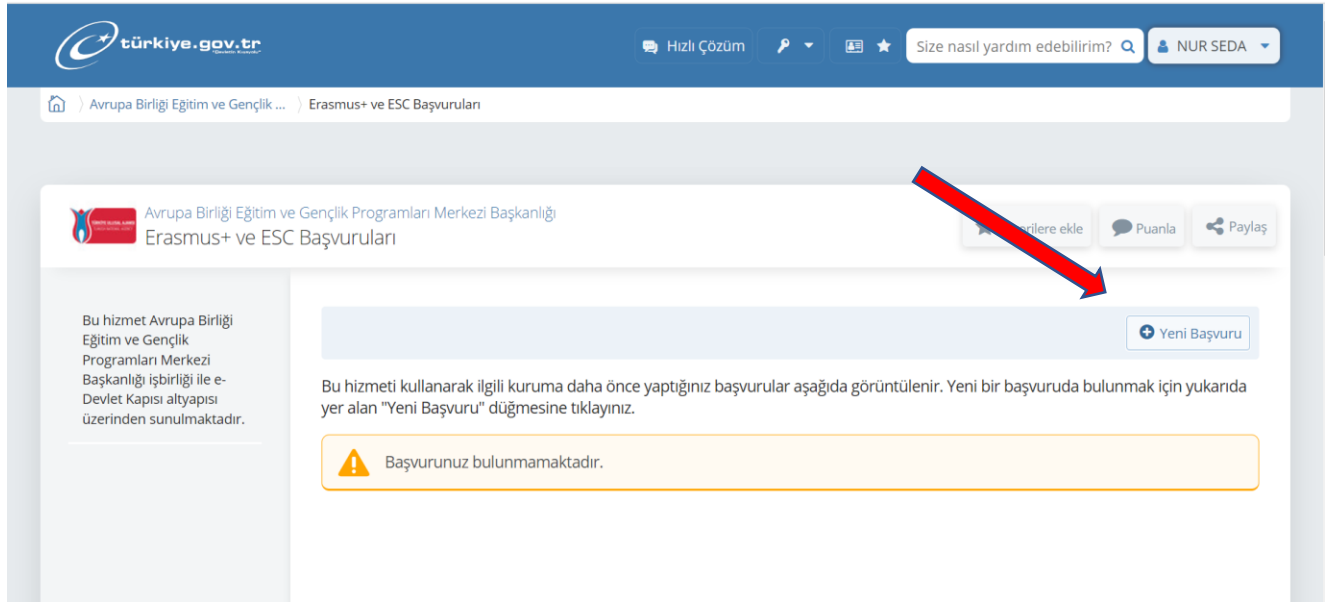 türkiye.gov.tr
Hızlı Çözüm
Size nasıl yardım edebilirim?
NUR SEDA
Avrupa Birliği Eğitim ve Gençlik ...
Erasmus+ ve ESC Başvuruları
Avrupa Birliği Eğitim ve Gençlik Programları Merkezi Başkanlığı
Erasmus+ ve ESC Başvuruları
ekle
Puanla
Paylaş
Bu hizmet Avrupa Birliği
Eğitim ve Gençlik
Programları Merkezi
Başkanlığı işbirliği ile e-
Devlet Kapısı altyapısı
üzerinden sunulmaktadır.
Yeni Başvuru
Bu hizmeti kullanarak ilgili kuruma daha önce yaptığınız başvurular aşağıda görüntülenir. Yeni bir başvuruda bulunmak için yukarıda
yer alan "Yeni Başvuru" düğmesine tıklayınız.
Başvurunuz bulunmamaktadır.